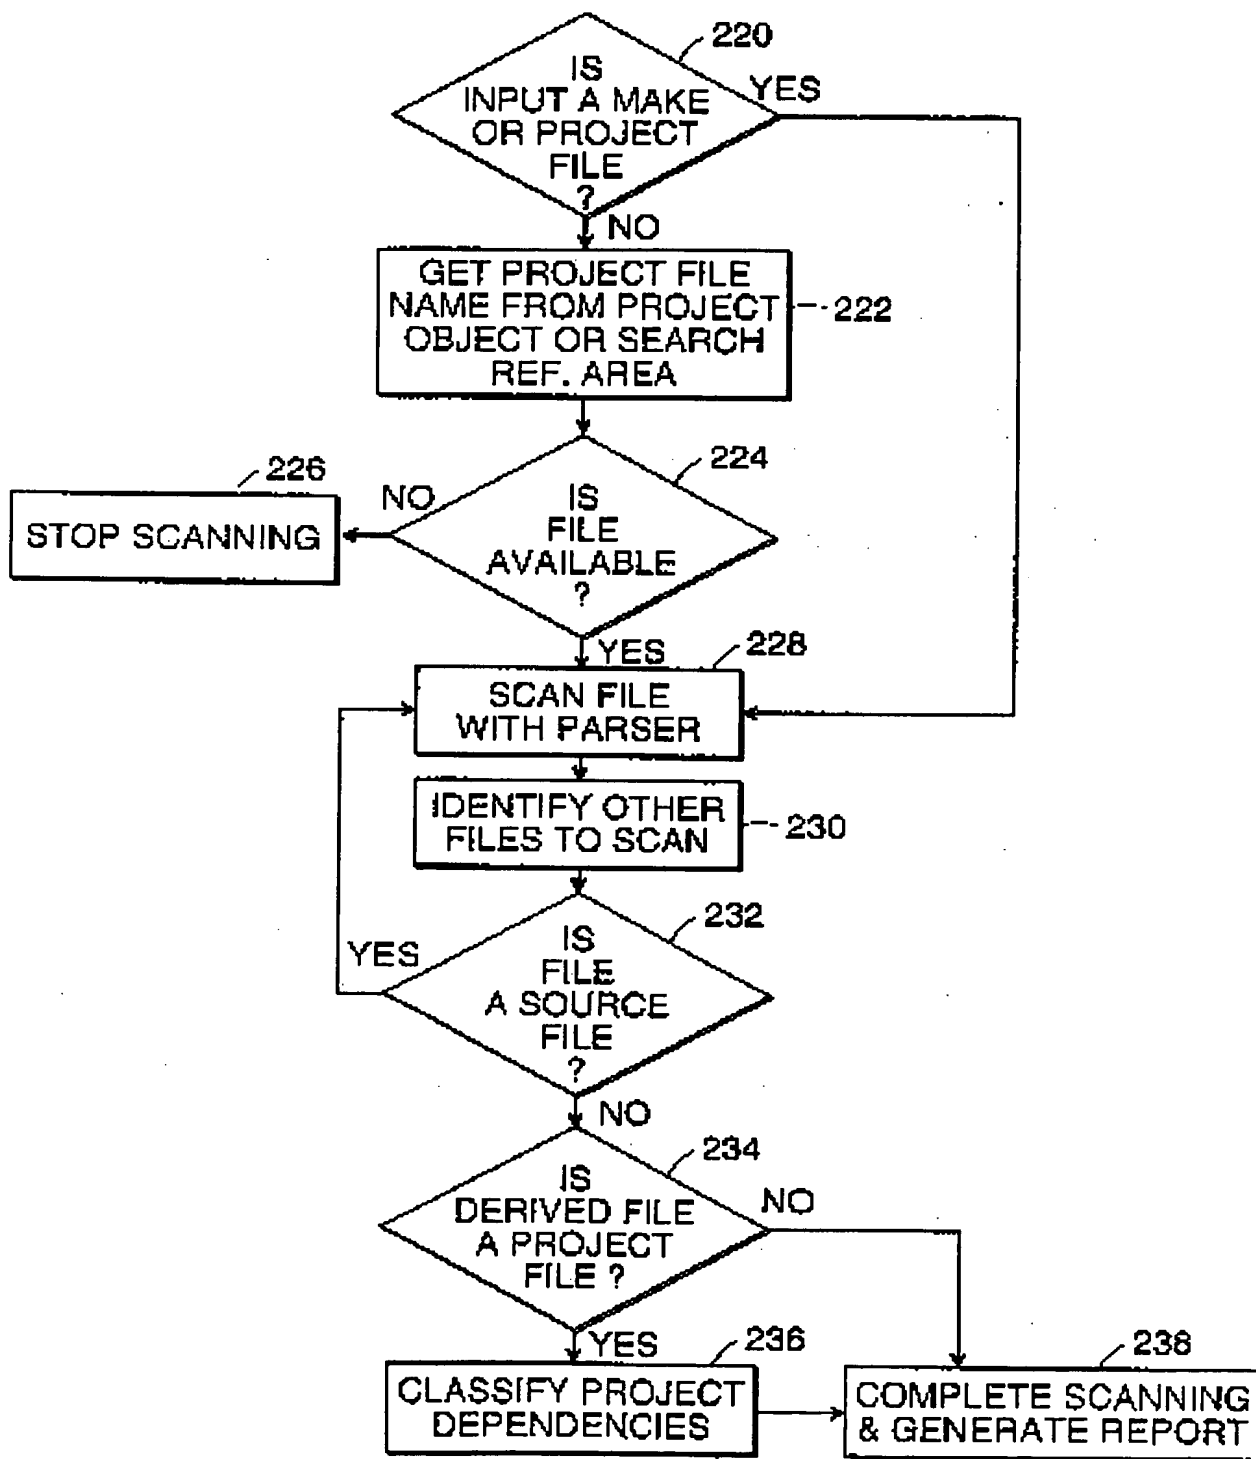 220
IS
INPUT A MAKE
OR PROJECT
FILE
?
YES
NO
GET PROJECT FILE
NAME FROM PROJECT
OBJECT OR SEARCH
REF. AREA
222
224
IS
FILE
AVAILABLE
?
NO
226
STOP SCANNING
YES
228
SCAN FILE
WITH PARSER
IDENTIFY OTHER
FILES TO SCAN
230
232
IS
FILE
A SOURCE
FILE
?
YES
NO
234
IS
DERIVED FILE
A PROJECT
FILE ?
NO
YES
236
CLASSIFY PROJECT
DEPENDENCIES
238
COMPLETE SCANNING
& GENERATE REPORT